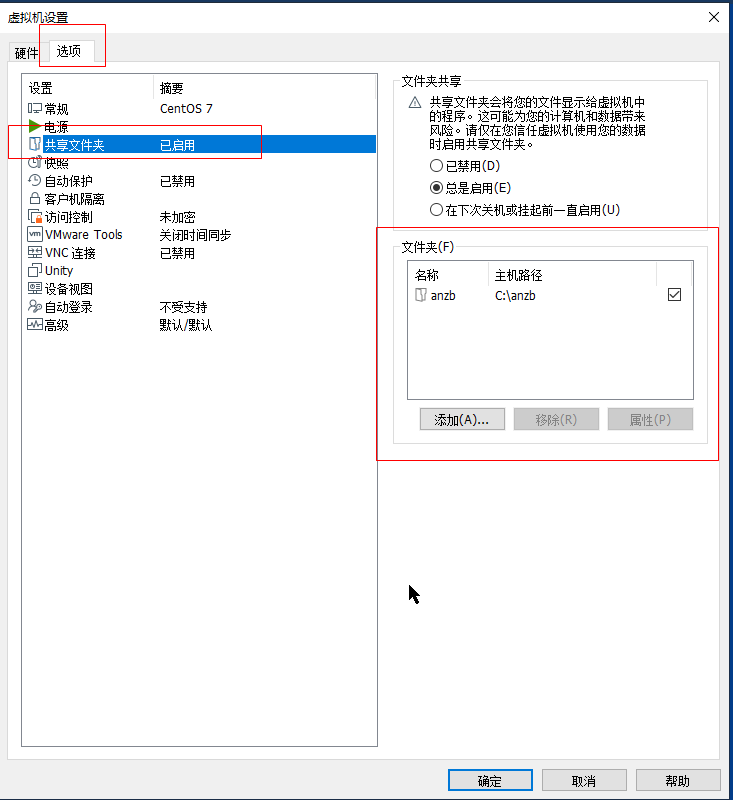 虚拟机设置
硬件 选项
设置 摘要
常规 CentOS 7
电源
共享文件夹 已启用
快照
自动保护 已禁用
客户机隔离
访问控制 未加密
VMware Tools 关闭时间同步
VNC 连接 已禁用
Unity
设备视图
自动登录 不受支持
高级 默认/默认
文件夹共享
共享文件夹会将您的文件显示给虚拟机中
的程序。这可能为您的计算机和数据带来
风险。请仅在您信任虚拟机使用您的数据
时启用共享文件夹。
已禁用(D)
总是启用(E)
在下次关机或挂起前一直启用(U)
文件夹(F)
名称 主机路径
anzb C:\anzb
添加(A)... 移除(R) 属性(P)
确定 取消 帮助